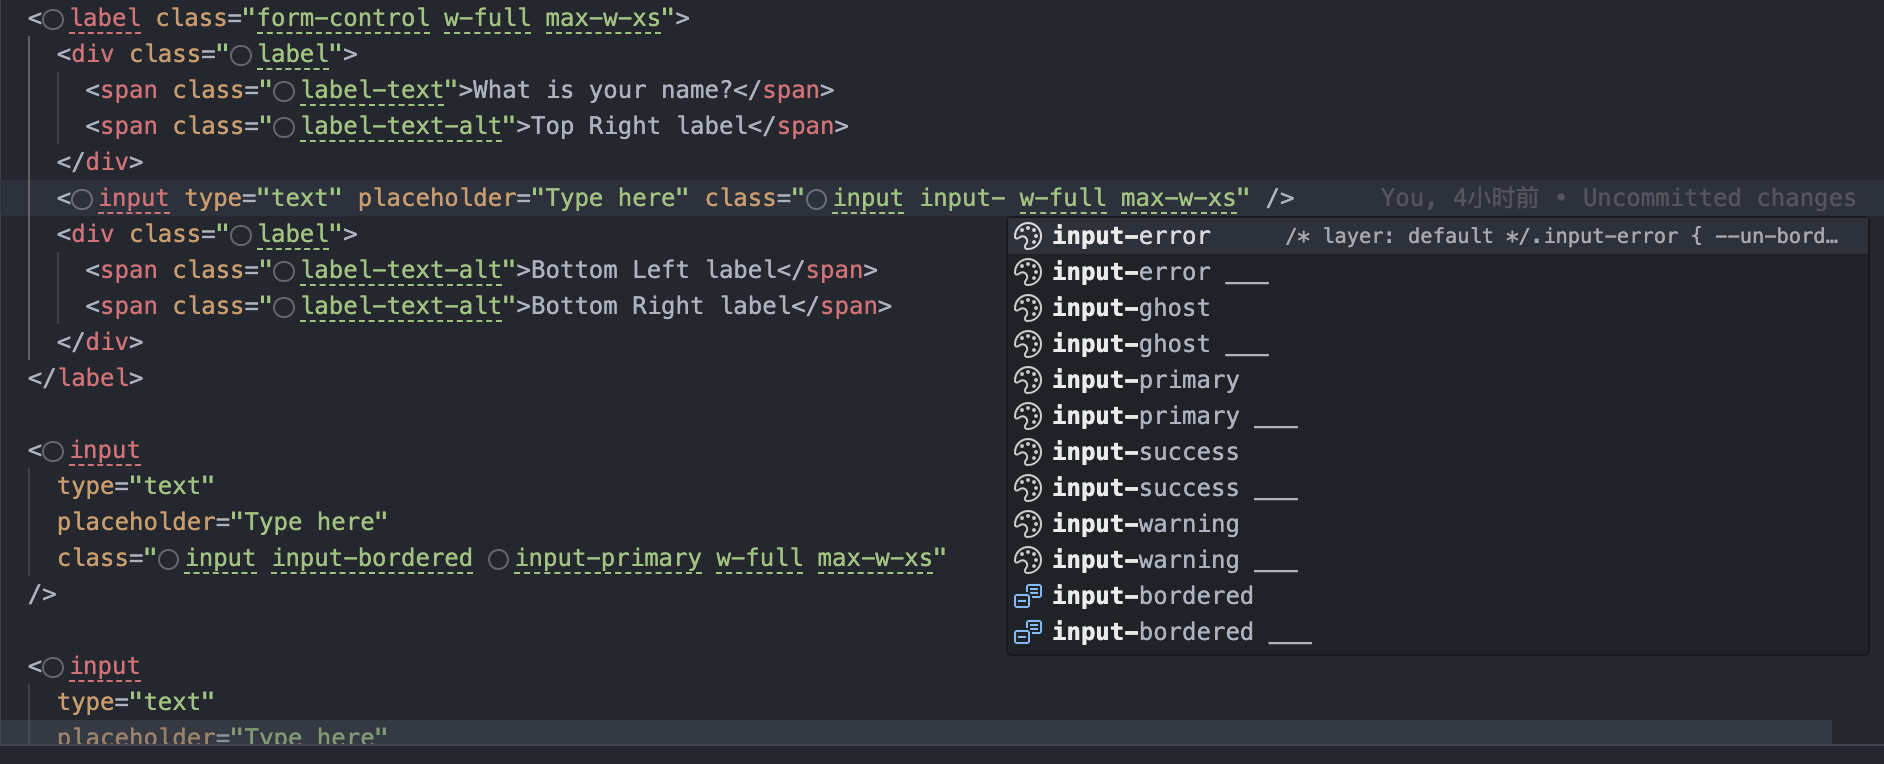 <label class="form-control w-full max-w-xs">
<div class="label">
<span class="label-text">What is your name?</span>
<span class="label-text-alt">Top Right label</span>
</div>
<input type="text" placeholder="Type here" class="input input- w-full max-w-xs" /> You, 4小时前 • Uncommitted changes
<div class="label">
<span class="label-text-alt">Bottom Left label</span>
<span class="label-text-alt">Bottom Right label</span>
</div>
</label>
<input
type="text"
placeholder="Type here"
class="input input-bordered input-primary w-full max-w-xs"
/>
<input
type="text"
placeholder="Type here"
input-error /* layer: default */.input-error { --un-bord…
input-error ___
input-ghost
input-ghost ___
input-primary
input-primary ___
input-success
input-success ___
input-warning
input-warning ___
input-bordered
input-bordered ___